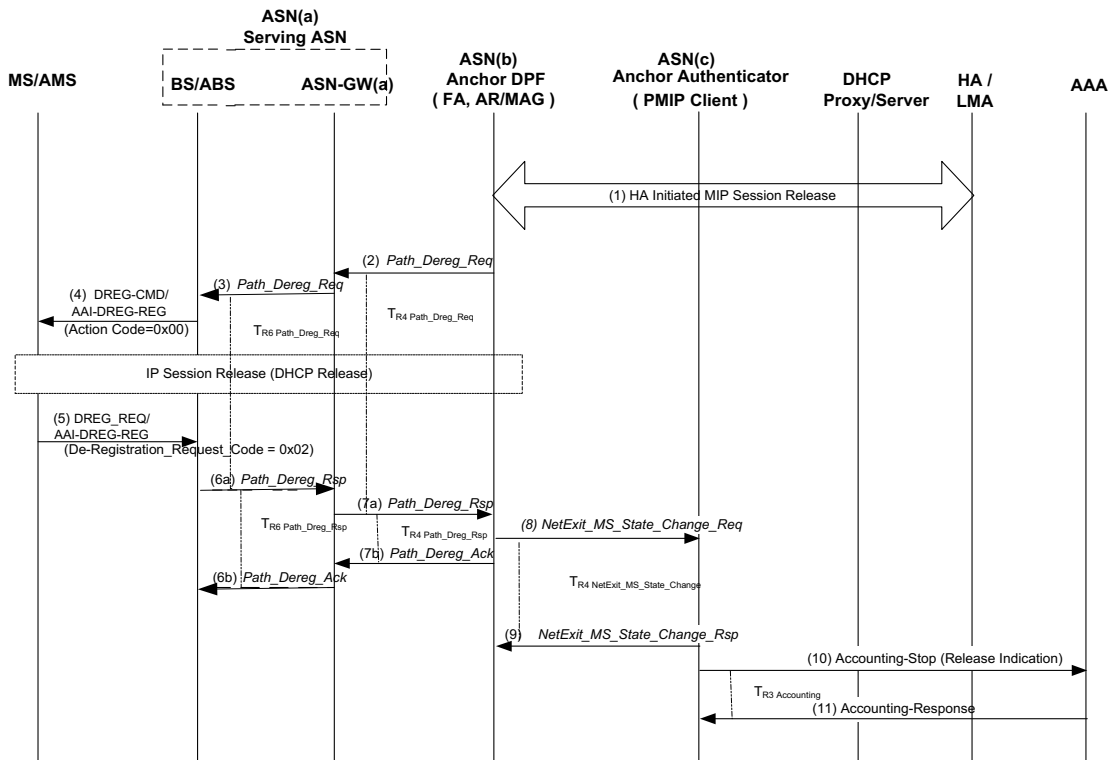 ASN(a)
Serving ASN
MS/AMS
BS/ABS
ASN-GW(a)
ASN(b)
Anchor DPF
( FA, AR/MAG )
ASN(c)
Anchor Authenticator
( PMIP Client )
DHCP
Proxy/Server
HA /
LMA
AAA
(1) HA Initiated MIP Session Release
(2) Path_Dereg_Req
(3) Path_Dereg_Req
(4) DREG-CMD/
AAI-DREG-REG
(Action Code=0x00)
TR6 Path_Dreg_Req
TR4 Path_Dreg_Req
IP Session Release (DHCP Release)
(5) DREG_REQ/
AAI-DREG-REG
(De-Registration_Request_Code = 0x02)
(6a) Path_Dereg_Rsp
(7a) Path_Dereg_Rsp
(8) NetExit_MS_State_Change_Req
TR6 Path_Dreg_Rsp
TR4 Path_Dreg_Rsp
(7b) Path_Dereg_Ack
(6b) Path_Dereg_Ack
TR4 NetExit_MS_State_Change
(9) NetExit_MS_State_Change_Rsp
(10) Accounting-Stop (Release Indication)
TR3 Accounting
(11) Accounting-Response